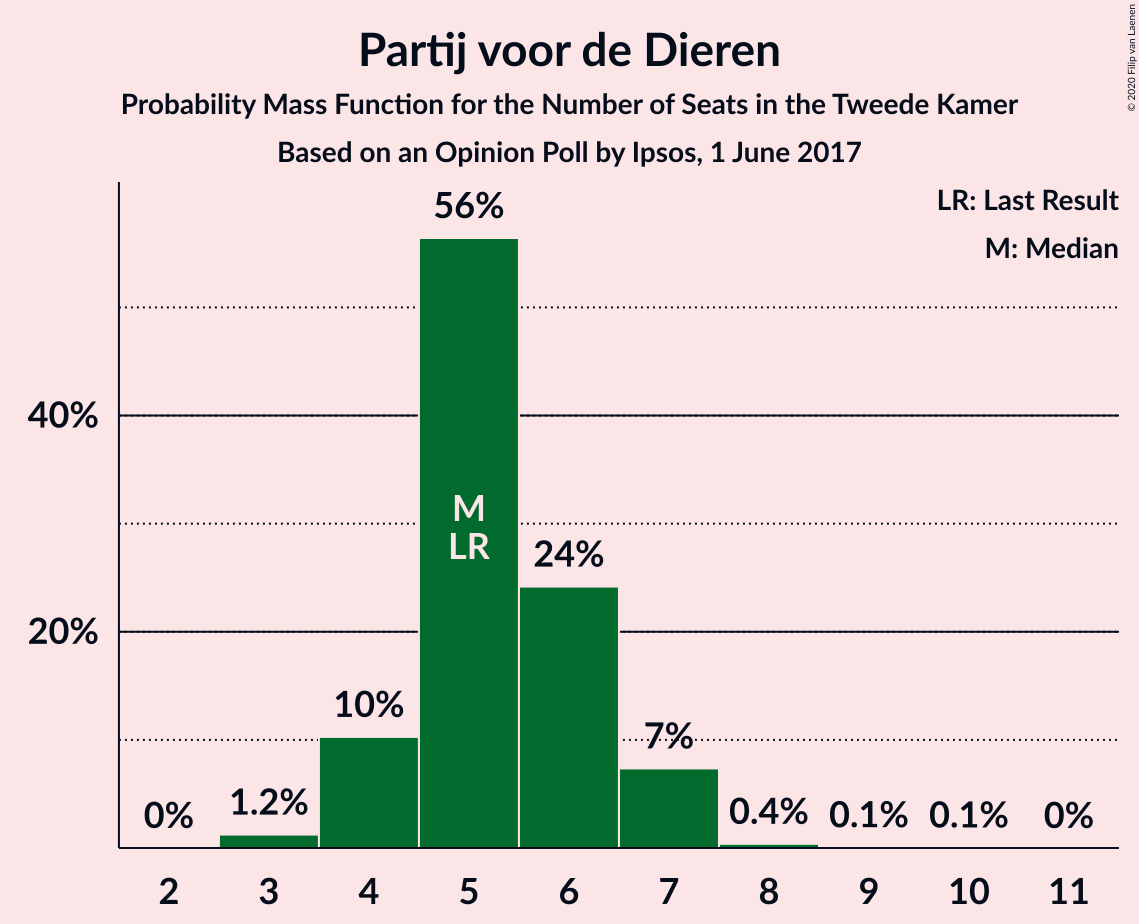 Partij voor de Dieren
Probability Mass Function for the Number of Seats in the Tweede Kamer
Based on an Opinion Poll by Ipsos, 1 June 2017
© 2020 Filip van Laenen
LR: Last Result
M: Median
56%
40%
M
LR
24%
20%
10%
7%
0%
1.2%
0.4%
0.1%
0.1%
0%
2
3
4
5
6
7
8
9
10
11